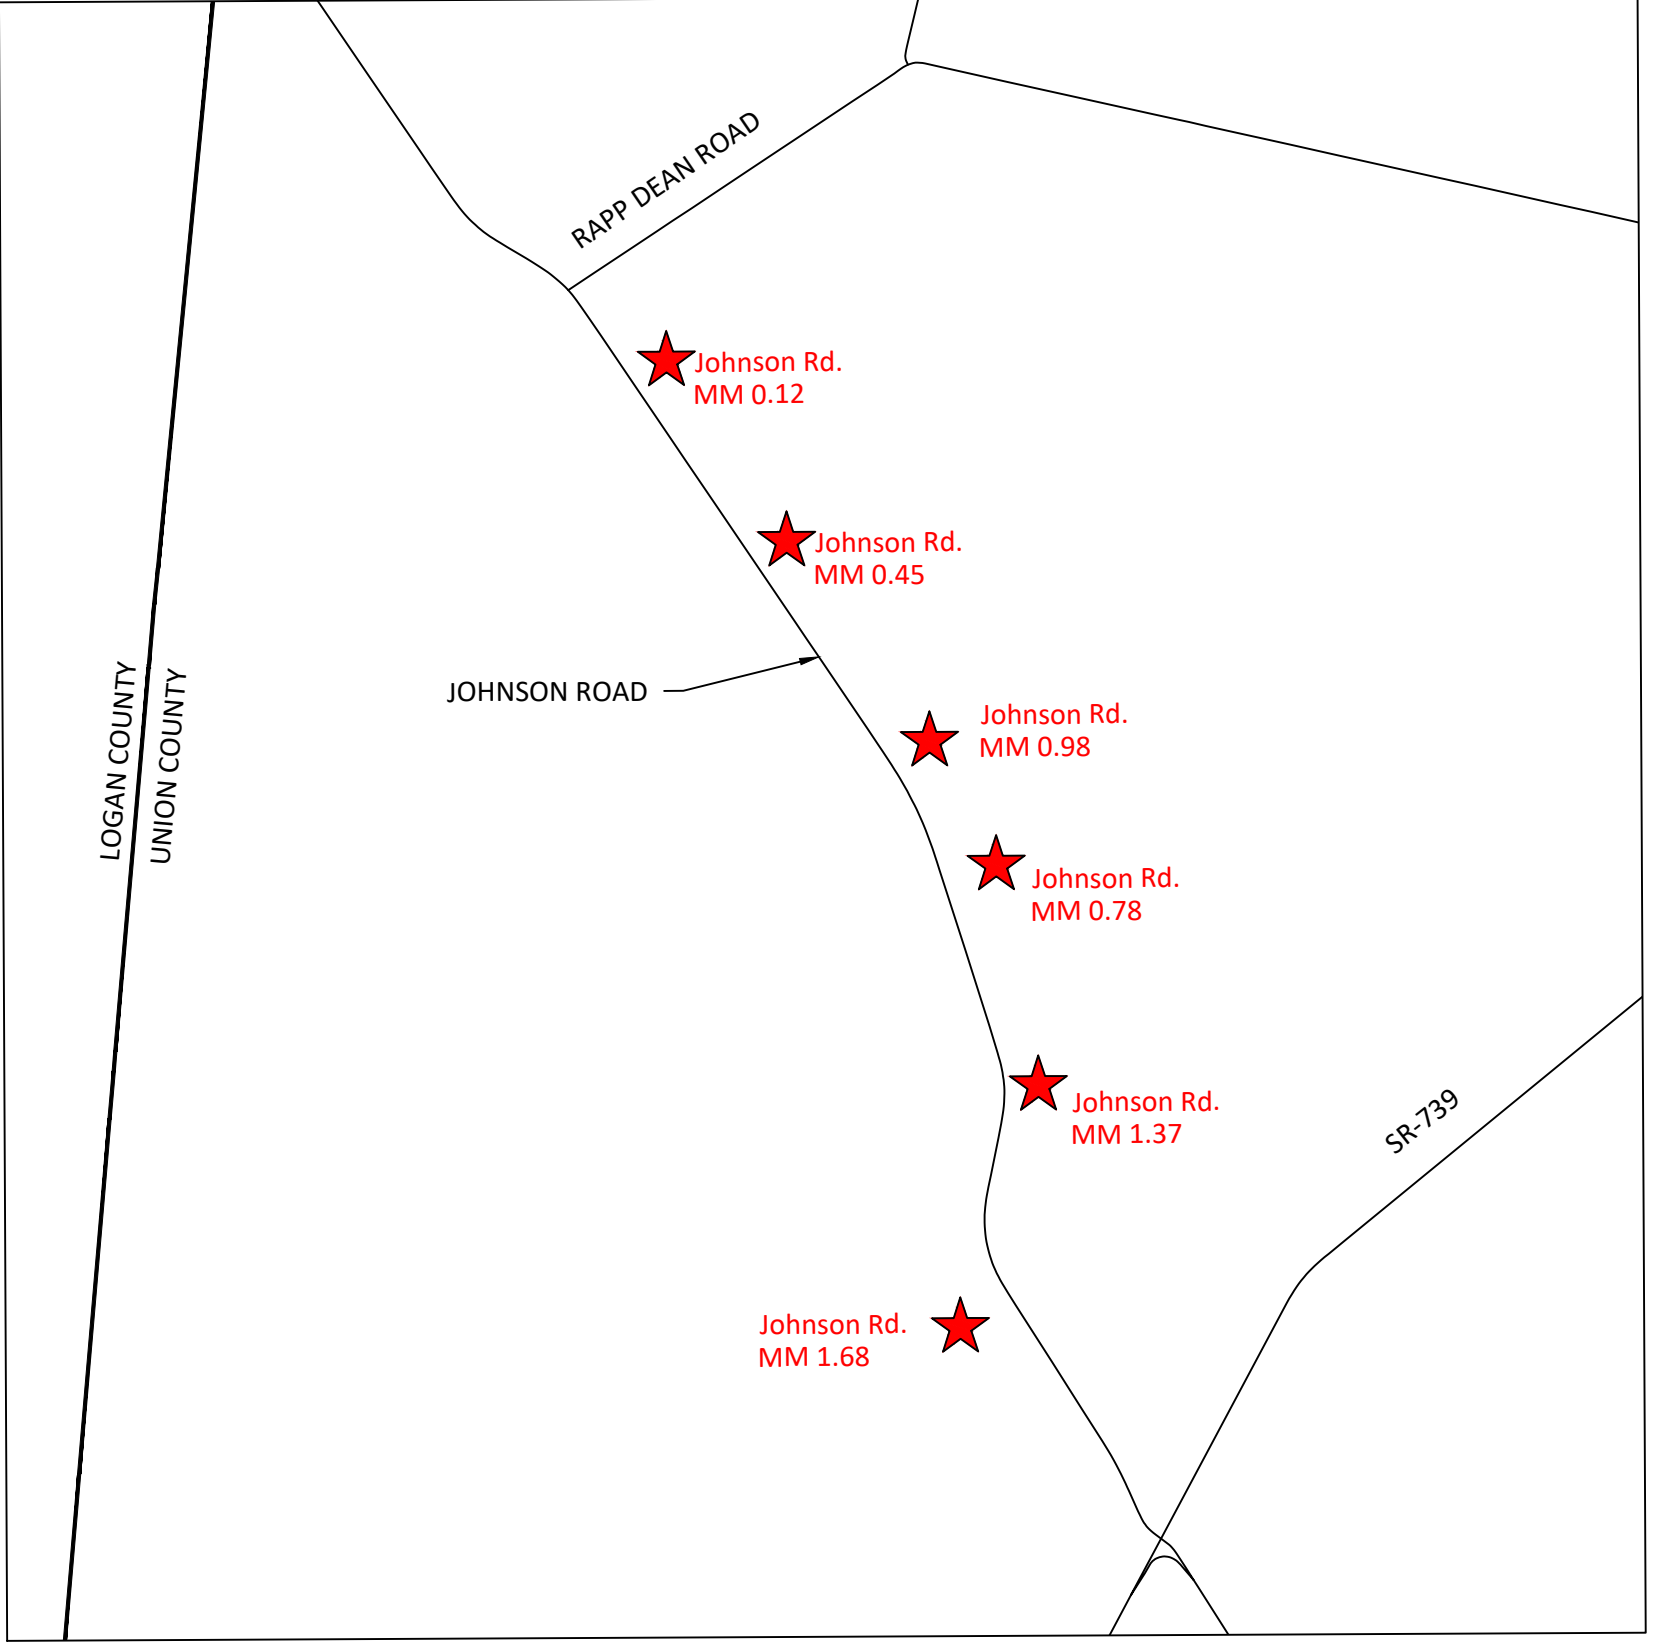 RAPP DEAN ROAD
Johnson Rd.
MM 0.12
Johnson Rd.
MM 0.45
JOHNSON ROAD
LOGAN COUNTY
UNION COUNTY
Johnson Rd.
MM 0.98
Johnson Rd.
MM 0.78
Johnson Rd.
MM 1.37
SR-739
Johnson Rd.
MM 1.68